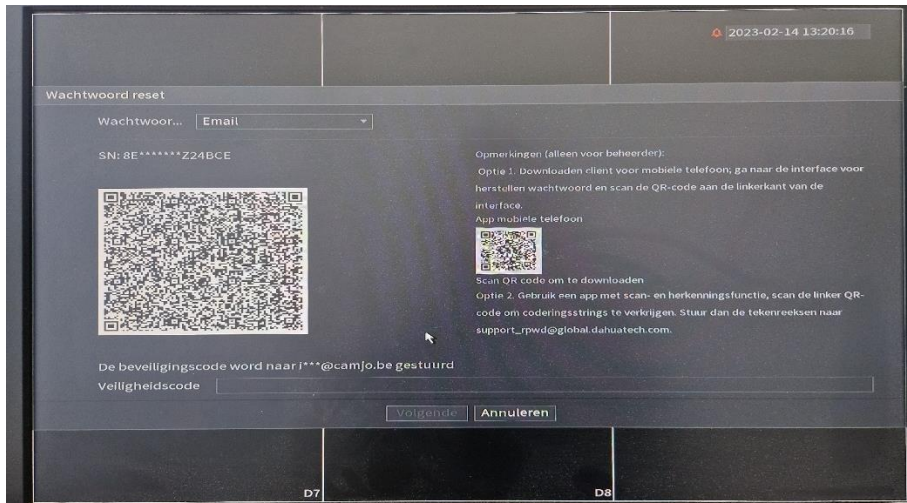 2023-02-14 13:20:16
Wachtwoord reset
Wachtwoor... Email
SN: 8E*******Z24BCE
Opmerkingen (alleen voor beheerder):
Optie 1. Downloaden client voor mobiele telefoon; ga naar de interface voor
herstellen wachtwoord en scan de QR-code aan de linkerkant van de
interface.
App mobiele telefoon
Scan QR code om te downloaden
Optie 2. Gebruik een app met scan- en herkenningsfunctie, scan de linker QR-
code om coderingsstrings te verkrijgen. Stuur dan de tekenreeksen naar
support_rpwd@global.dahuatech.com.
De beveiligingscode word naar j***@camjo.be gestuurd
Veiligheidscode
Volgende Annuleren
D7 D8